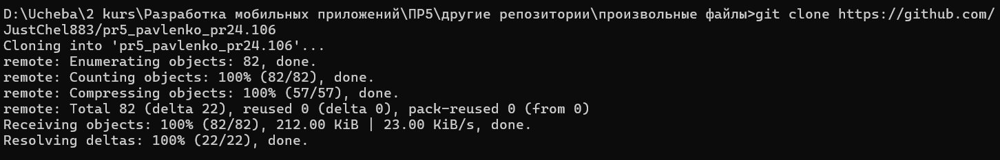 D:\Ucheba\2 kurs\Разработка мобильных приложений\ПР5\другие репозитории\произвольные файлы>git clone https://github.com/
JustChel883/pr5_pavlenko_pr24.106
Cloning into 'pr5_pavlenko_pr24.106'...
remote: Enumerating objects: 82, done.
remote: Counting objects: 100% (82/82), done.
remote: Compressing objects: 100% (57/57), done.
remote: Total 82 (delta 22), reused 0 (delta 0), pack-reused 0 (from 0)
Receiving objects: 100% (82/82), 212.00 KiB | 23.00 KiB/s, done.
Resolving deltas: 100% (22/22), done.